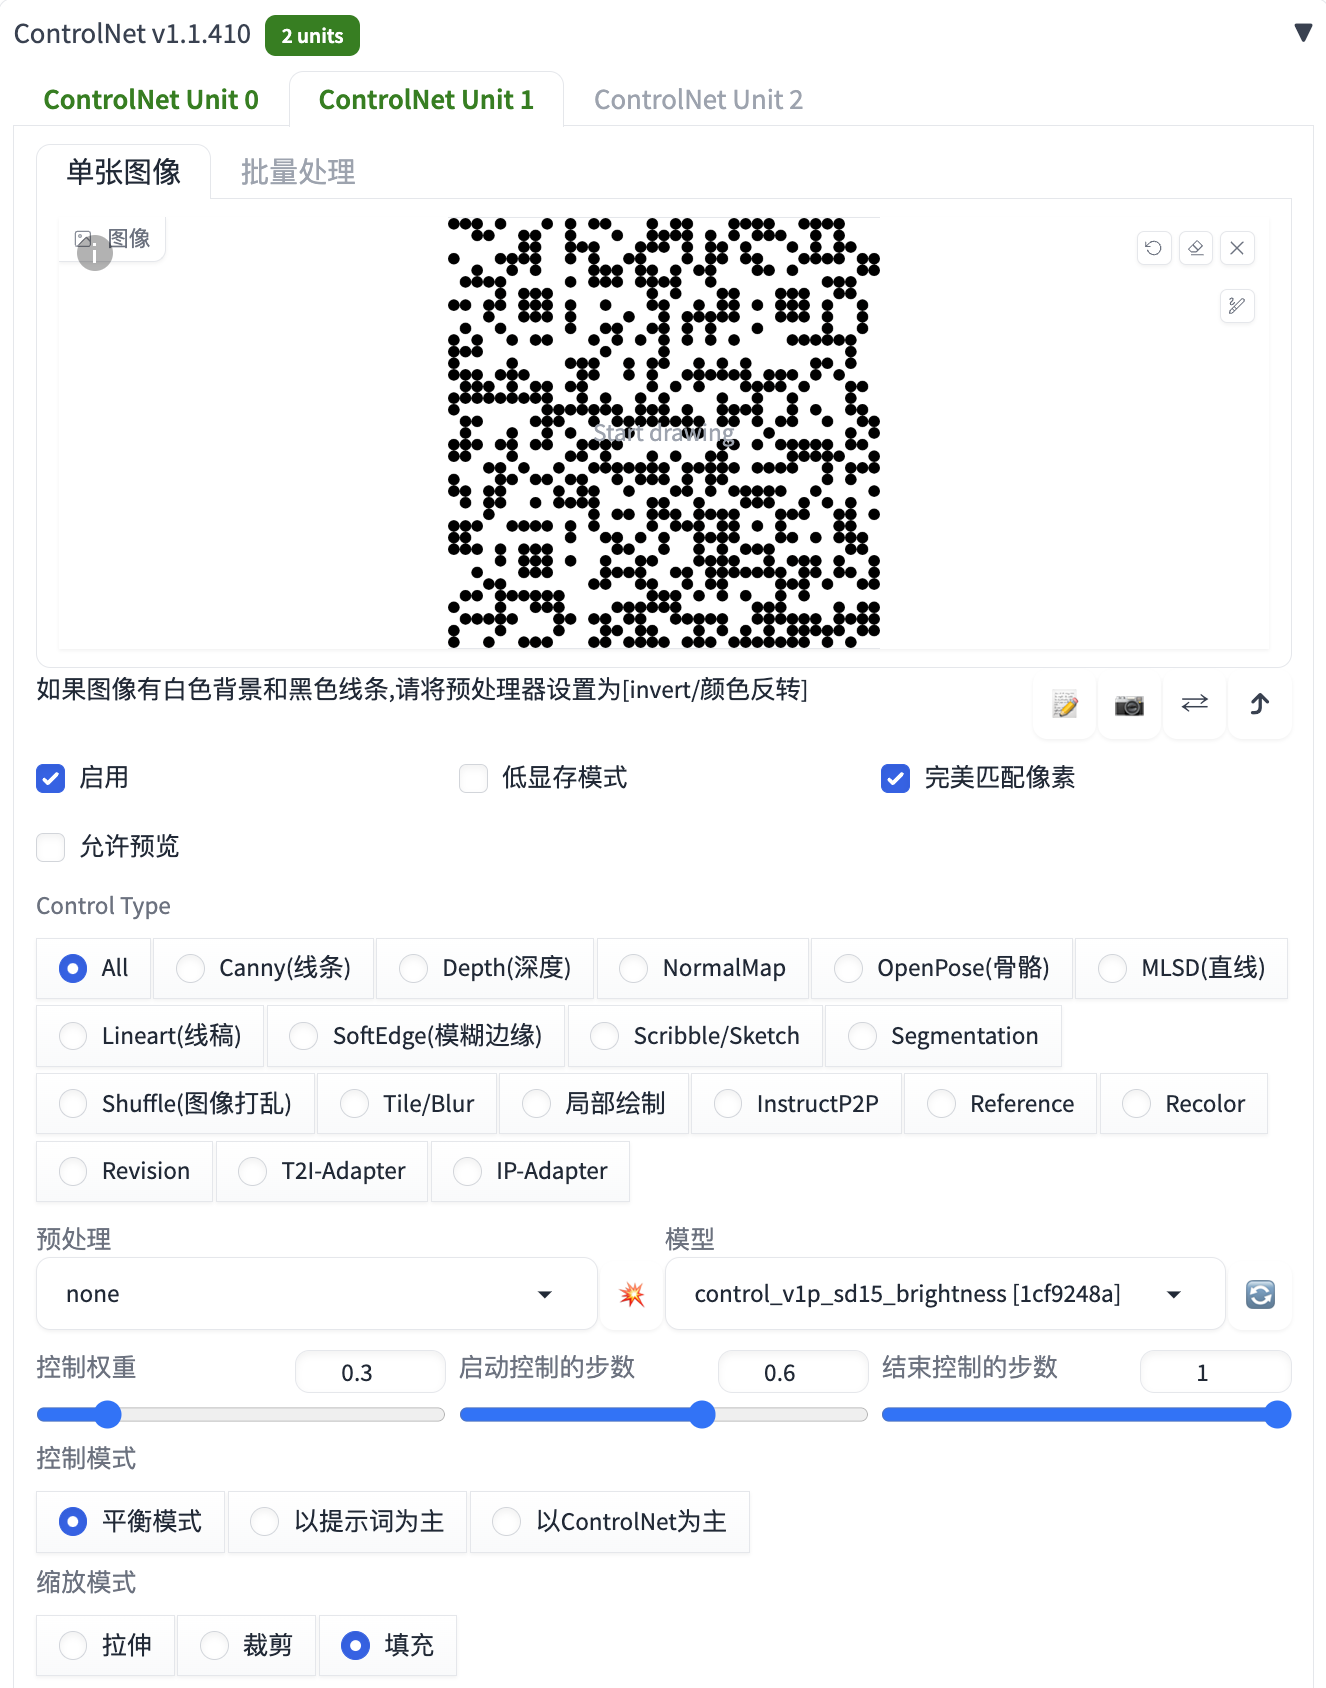 ControlNet v1.1.410 2 units
ControlNet Unit 0 ControlNet Unit 1 ControlNet Unit 2
单张图像 批量处理
图像
Start drawing
如果图像有白色背景和黑色线条,请将预处理器设置为[invert/颜色反转]
启用 低显存模式 完美匹配像素
允许预览
Control Type
All Canny(线条) Depth(深度) NormalMap OpenPose(骨骼) MLSD(直线)
Lineart(线稿) SoftEdge(模糊边缘) Scribble/Sketch Segmentation
Shuffle(图像打乱) Tile/Blur 局部绘制 InstructP2P Reference Recolor
Revision T2I-Adapter IP-Adapter
预处理 模型
none control_v1p_sd15_brightness [1cf9248a]
控制权重 0.3 启动控制的步数 0.6 结束控制的步数 1
控制模式
平衡模式 以提示词为主 以ControlNet为主
缩放模式
拉伸 裁剪 填充